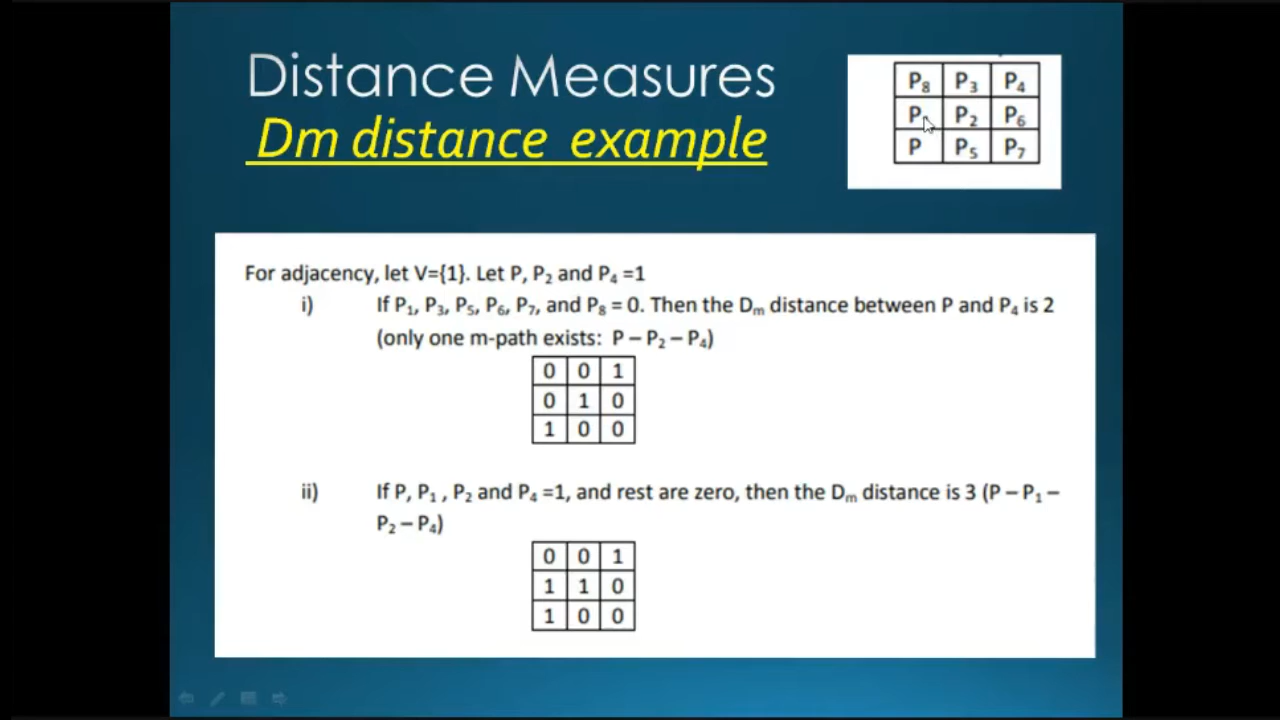 Distance Measures
Dm distance example
P₈ P₃ P₄
P₁ P₂ P₆
P P₅ P₇
For adjacency, let V={1}. Let P, P₂ and P₄ =1
i) If P₁, P₃, P₅, P₆, P₇, and P₈ = 0. Then the Dₘ distance between P and P₄ is 2
(only one m-path exists: P – P₂ – P₄)
0 0 1
0 1 0
1 0 0
ii) If P, P₁ , P₂ and P₄ =1, and rest are zero, then the Dₘ distance is 3 (P – P₁ –
P₂ – P₄)
0 0 1
1 1 0
1 0 0